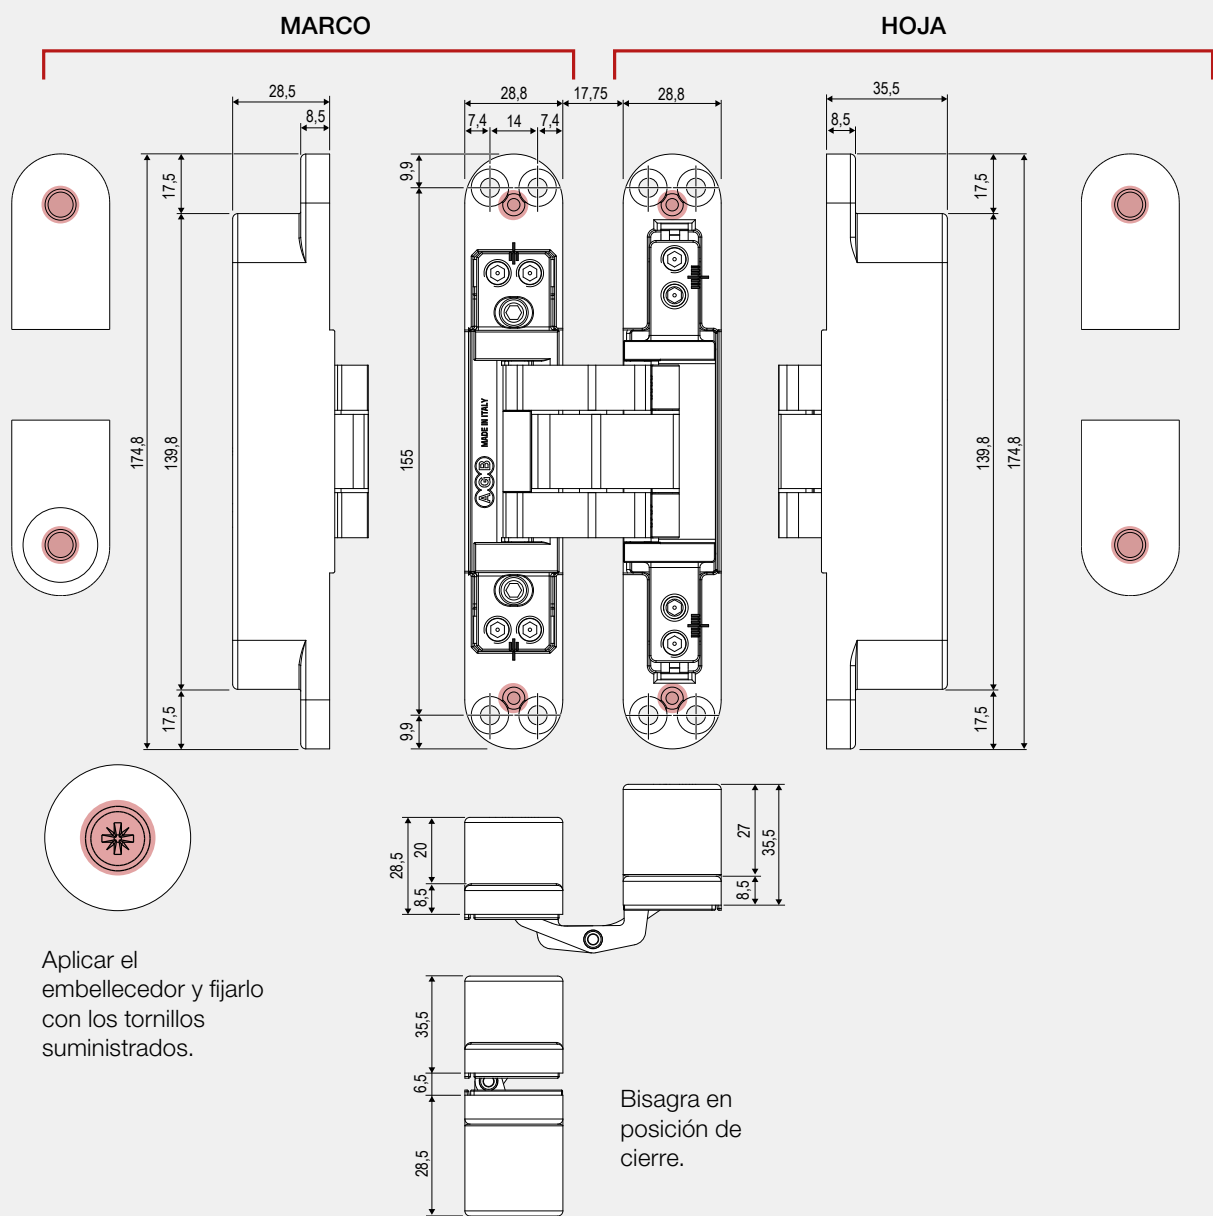 MARCO
HOJA
28,5
8,5
28,8
17,75
28,8
7,4
14
7,4
35,5
8,5
17,5
9,9
17,5
174,8
139,8
155
MADE IN ITALY
AGB
139,8
174,8
17,5
9,9
17,5
28,5
20
8,5
27
35,5
8,5
Aplicar el
embellecedor y fijarlo
con los tornillos
suministrados.
35,5
6,5
28,5
Bisagra en
posición de
cierre.